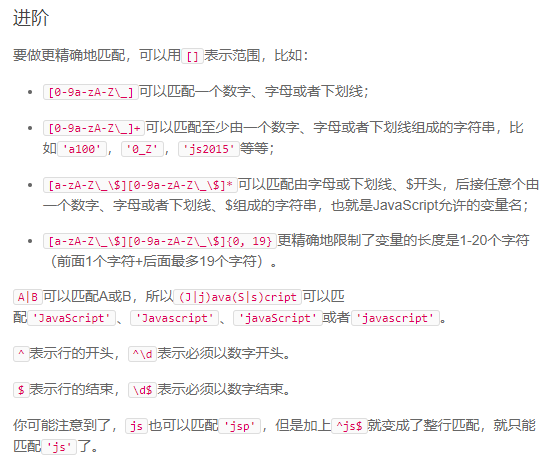 进阶
要做更精确地匹配，可以用[]表示范围，比如：
[0-9a-zA-Z\_]可以匹配一个数字、字母或者下划线；
[0-9a-zA-Z\_]+可以匹配至少由一个数字、字母或者下划线组成的字符串，比
如'a100'，'0_Z'，'js2015'等等；
[a-zA-Z\_\$][0-9a-zA-Z\_\$]*可以匹配由字母或下划线、$开头，后接任意个由
一个数字、字母或者下划线、$组成的字符串，也就是JavaScript允许的变量名；
[a-zA-Z\_\$][0-9a-zA-Z\_\$]{0, 19}更精确地限制了变量的长度是1-20个字符
（前面1个字符+后面最多19个字符）。
A|B可以匹配A或B，所以(J|j)ava(S|s)cript可以匹
配'JavaScript'、'Javascript'、'javaScript'或者'javascript'。
^表示行的开头，^\d表示必须以数字开头。
$表示行的结束，\d$表示必须以数字结束。
你可能注意到了，js也可以匹配'jsp'，但是加上^js$就变成了整行匹配，就只能
匹配'js'了。